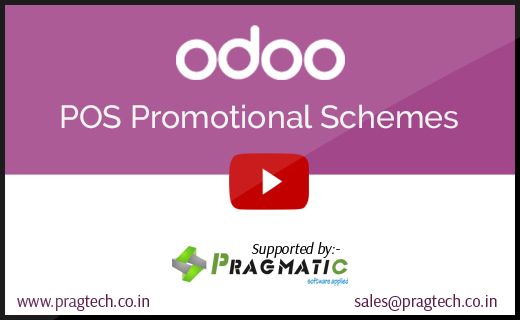 odoo
POS Promotional Schemes
Supported by:-
PRAGMATIC
software applied
www.pragtech.co.in
sales@pragtech.co.in